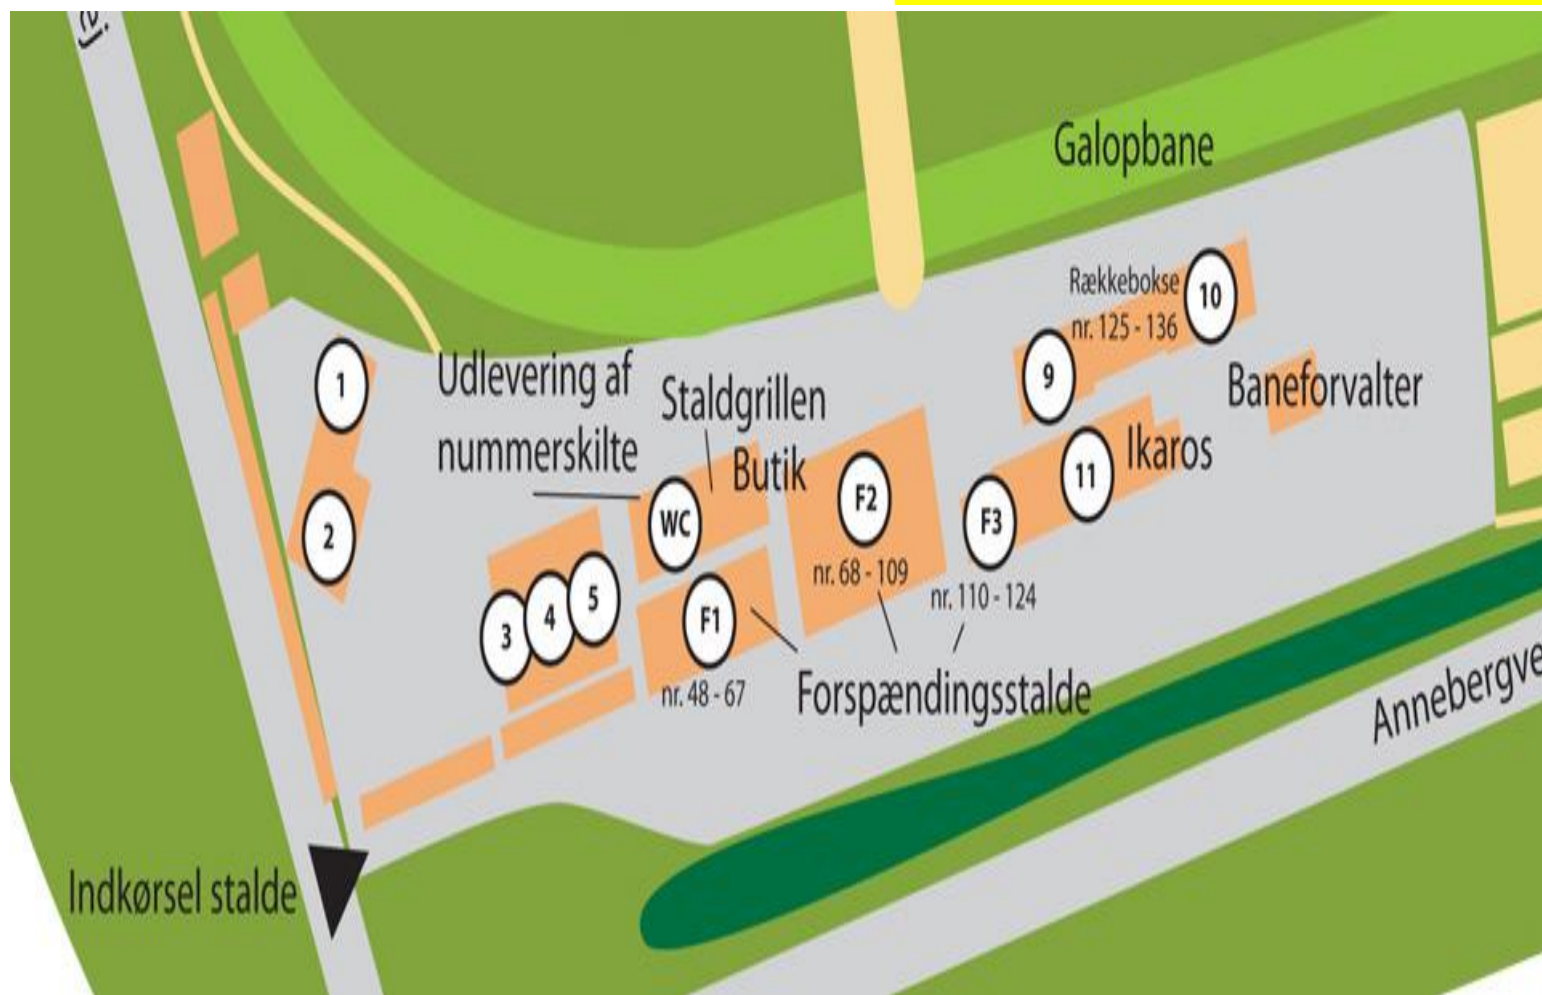 Galopbane
Rækkebokse
nr. 125 - 136
10
9
1
2
Udlevering af
nummerskilte
Staldgrillen
Butik
Baneforvalter
Ikaros
11
WC
F2
F3
nr. 68 - 109
nr. 110 - 124
3
4
5
F1
nr. 48 - 67
Forspændingsstalde
Indkørsel stalde